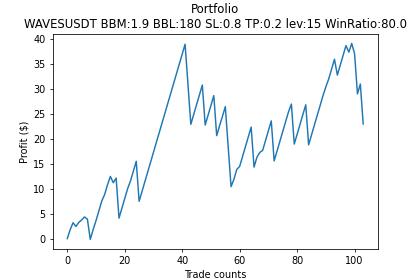 Portfolio
WAVESUSDT BBM:1.9 BBL:180 SL:0.8 TP:0.2 lev:15 WinRatio:80.0
40
35
30
25
20
15
10
5
0
Profit ($)
0 20 40 60 80 100
Trade counts